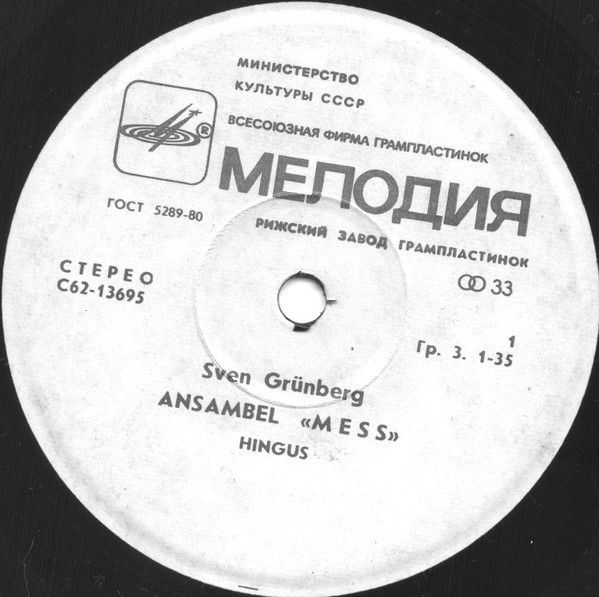 МИНИСТЕРСТВО
КУЛЬТУРЫ СССР
ВСЕСОЮЗНАЯ ФИРМА ГРАМПЛАСТИНОК
®
МЕЛОДИЯ
ГОСТ 5289-80
РИЖСКИЙ ЗАВОД ГРАМПЛАСТИНОК
СТЕРЕО
33
С62-13695
1
Гр. 3. 1-35
Sven Grünberg
ANSAMBEL «MESS»
HINGUS